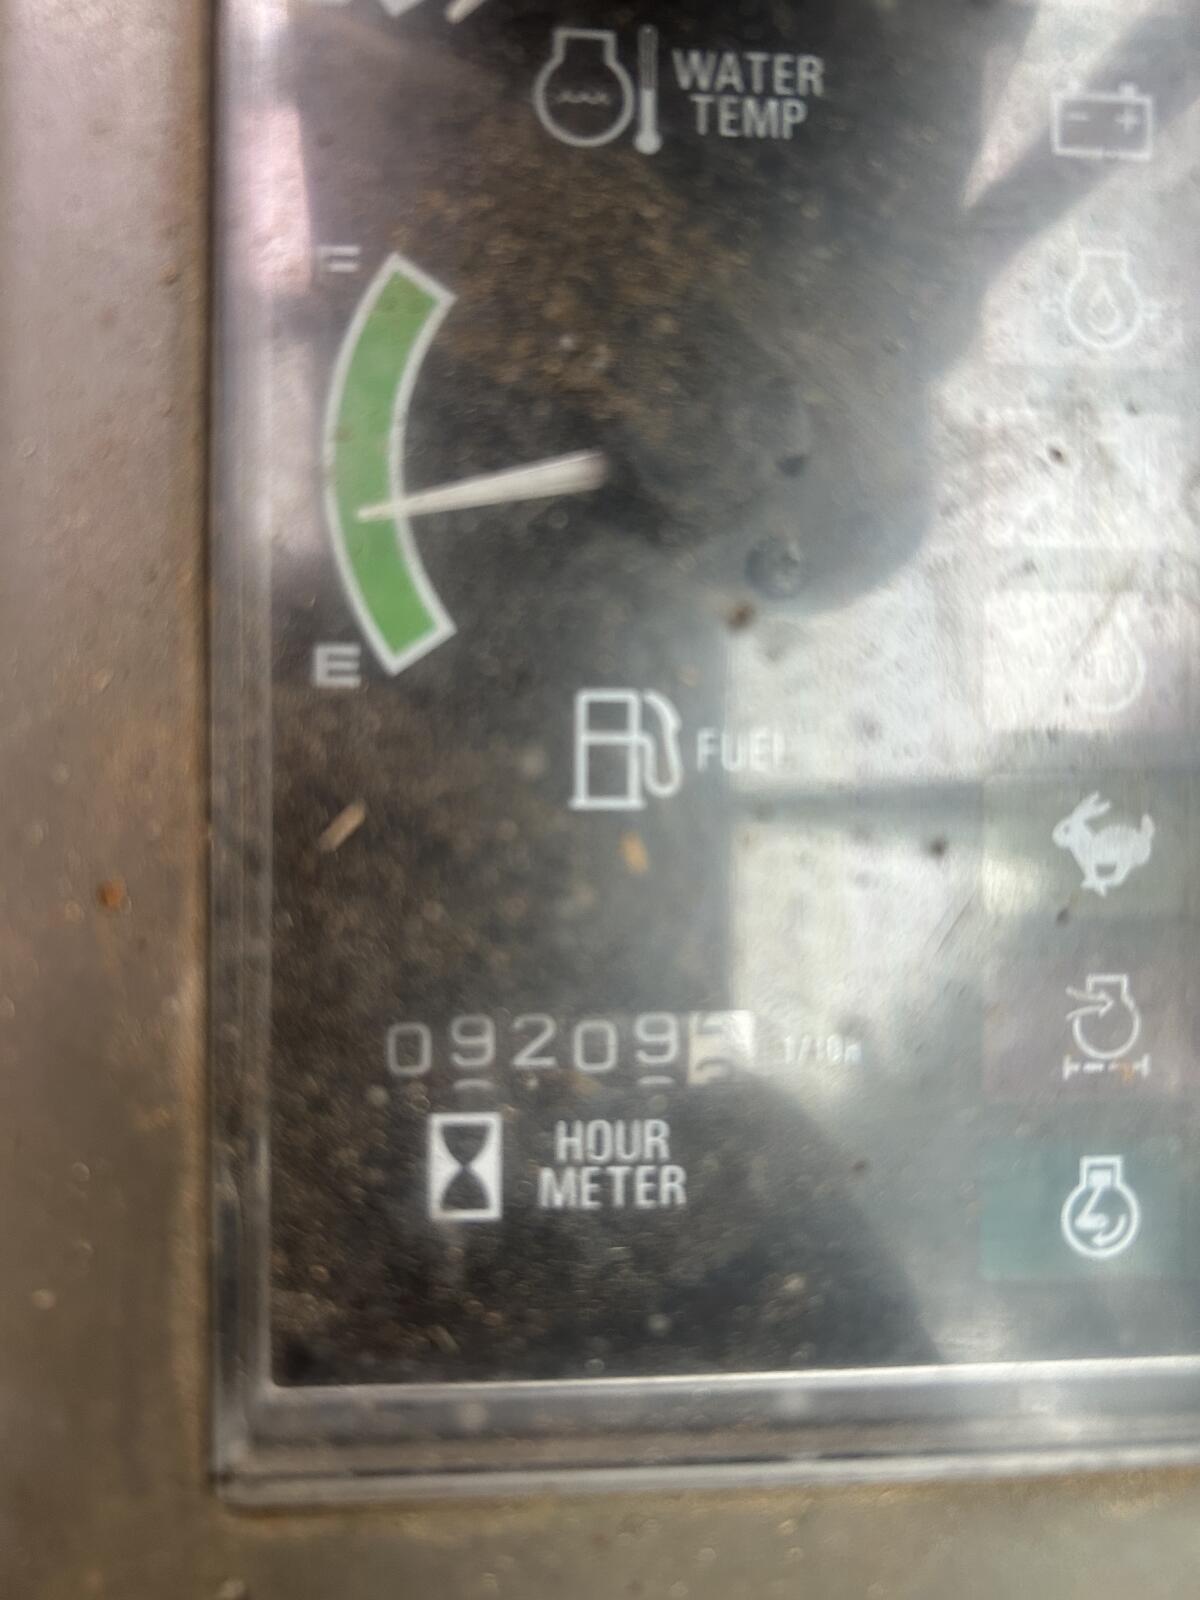 WATER
TEMP
F
E
FUEL
09209
1/10h
HOUR
METER